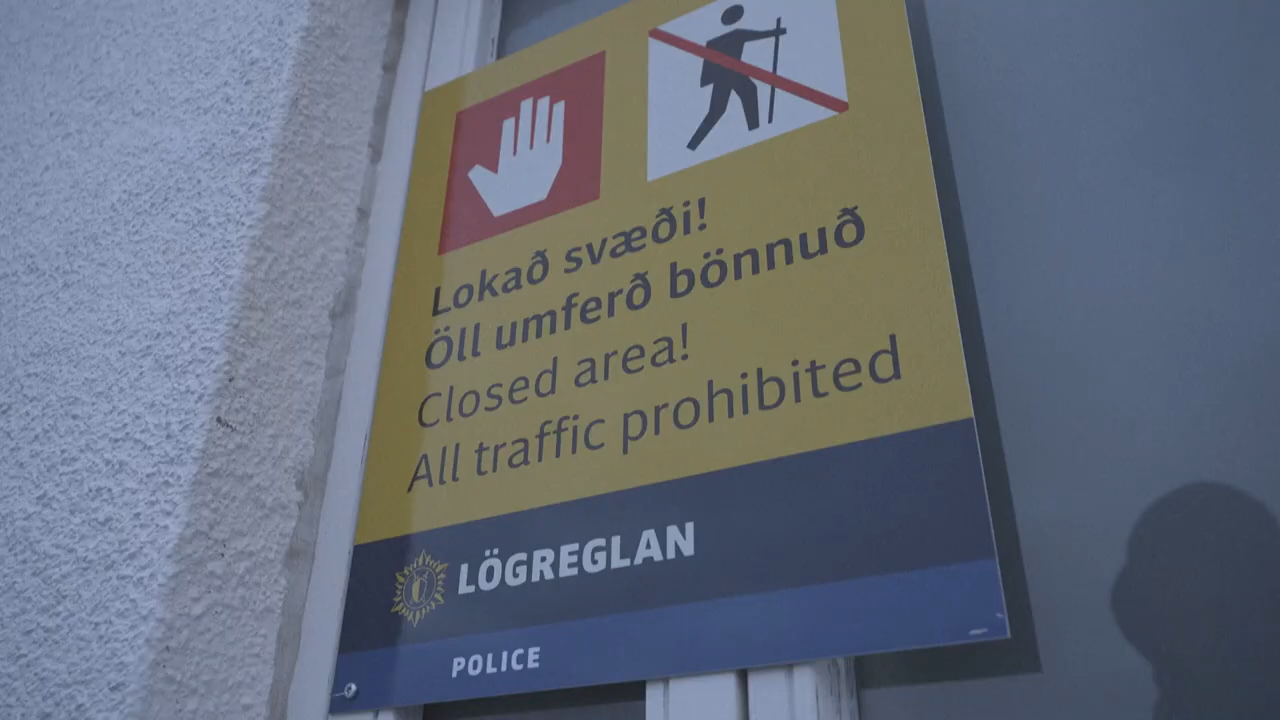 Lokað svæði!
Öll umferð bönnuð
Closed area!
All traffic prohibited
LÖGREGLAN
POLICE